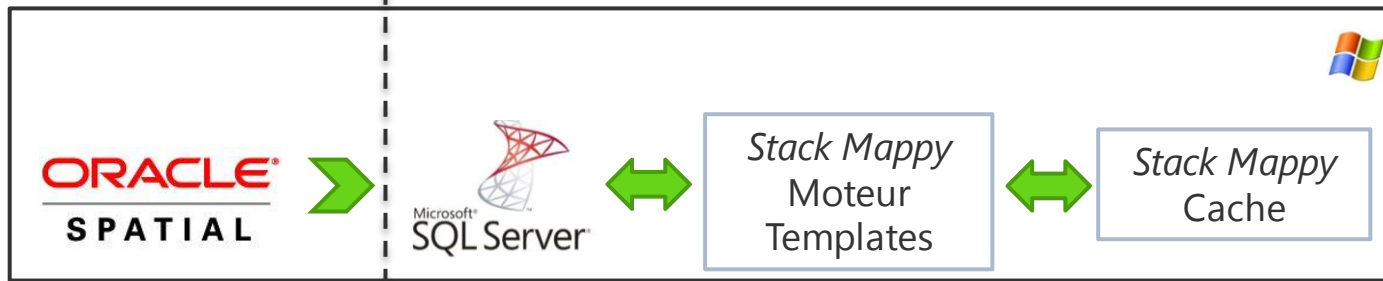 ORACLE®
SPATIAL
Microsoft®
SQL Server®
Stack Mappy
Moteur
Templates
Stack Mappy
Cache